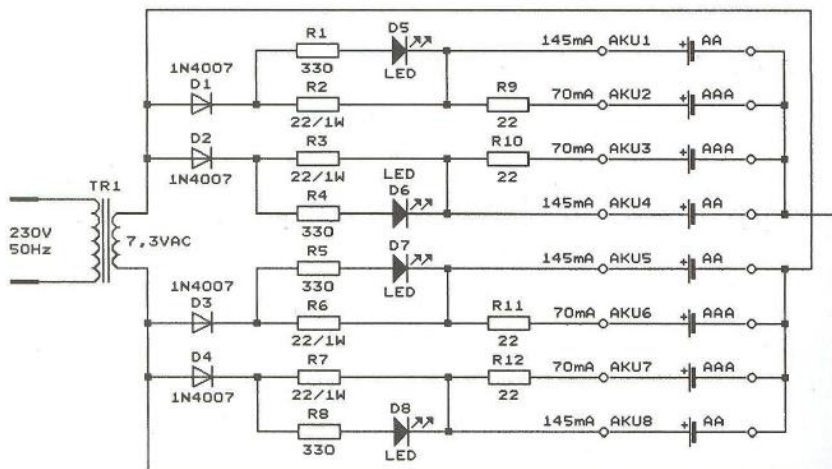 R1
D5
330
LED
145mA
AKU1
+
AA
1N4007
D1
R2
22/1W
R9
22
70mA
AKU2
+
AAA
D2
1N4007
R3
22/1W
R10
22
70mA
AKU3
+
AAA
LED
D6
R4
330
145mA
AKU4
+
AA
TR1
230V
50Hz
7,3VAC
R5
330
D7
LED
145mA
AKU5
+
AA
1N4007
D3
R6
22/1W
R11
22
70mA
AKU6
+
AAA
D4
1N4007
R7
22/1W
R12
22
70mA
AKU7
+
AAA
R8
330
D8
LED
145mA
AKU8
+
AA